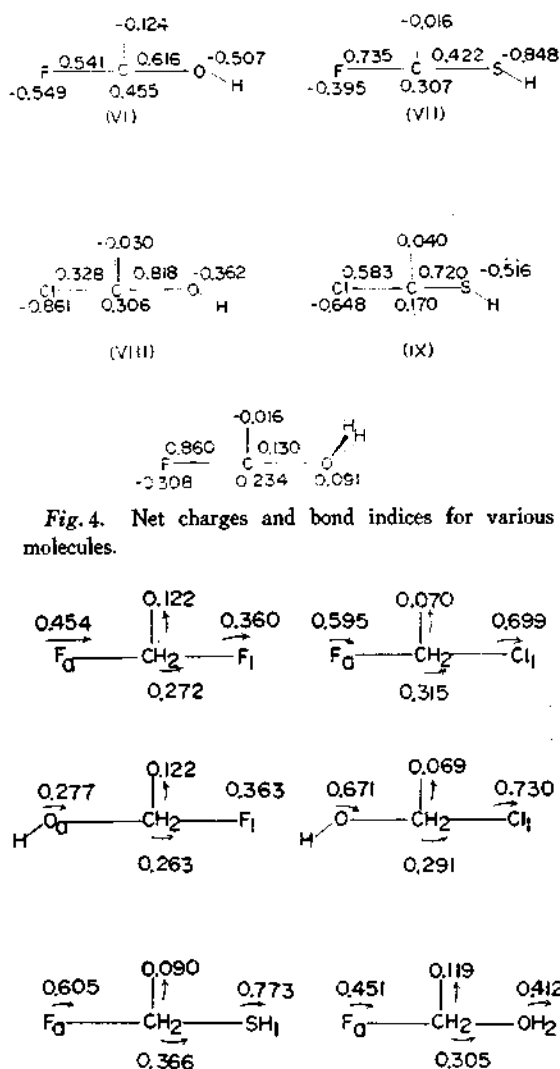 -0.124 -0.016
F 0.541 C 0.616 O -0.507 F 0.735 C 0.422 S -0.848
-0.549 0.455 H -0.395 0.307 H
(VI) (VII)
-0.030 0.040
Cl 0.328 C 0.818 O -0.362 Cl 0.583 C 0.720 S -0.516
-0.861 0.306 H -0.648 0.170 H
(VIII) (IX)
-0.016 H H
F 0.860 C 0.130 O
-0.308 0.234 0.091
Fig. 4. Net charges and bond indices for various
molecules.
0.454 0.122 0.360 0.595 0.070 0.699
Fa CH2 Fl Fa CH2 Cll
0.272 0.315
0.277 0.122 0.363 0.671 0.069 0.730
H Oa CH2 Fl H O CH2 Cll
0.263 0.291
0.605 0.090 0.773 0.451 0.119 0.412
Fa CH2 SHl Fa CH2 OH2
0.366 0.305